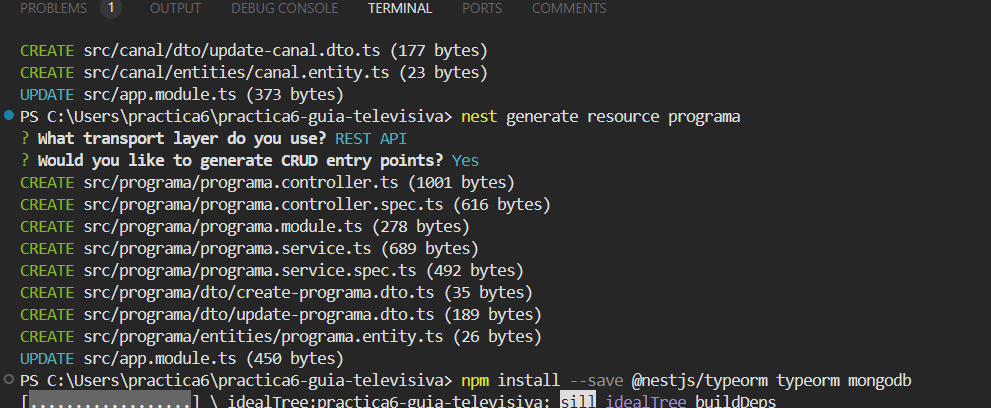 PROBLEMS 1 OUTPUT DEBUG CONSOLE TERMINAL PORTS COMMENTS
CREATE src/canal/dto/update-canal.dto.ts (177 bytes)
CREATE src/canal/entities/canal.entity.ts (23 bytes)
UPDATE src/app.module.ts (373 bytes)
PS C:\Users\practica6\practica6-guia-televisiva> nest generate resource programa
? What transport layer do you use? REST API
? Would you like to generate CRUD entry points? Yes
CREATE src/programa/programa.controller.ts (1001 bytes)
CREATE src/programa/programa.controller.spec.ts (616 bytes)
CREATE src/programa/programa.module.ts (278 bytes)
CREATE src/programa/programa.service.ts (689 bytes)
CREATE src/programa/programa.service.spec.ts (492 bytes)
CREATE src/programa/dto/create-programa.dto.ts (35 bytes)
CREATE src/programa/dto/update-programa.dto.ts (189 bytes)
CREATE src/programa/entities/programa.entity.ts (26 bytes)
UPDATE src/app.module.ts (450 bytes)
PS C:\Users\practica6\practica6-guia-televisiva> npm install --save @nestjs/typeorm typeorm mongodb
[..................] \ idealTree:practica6-guia-televisiva: sill idealTree buildDeps